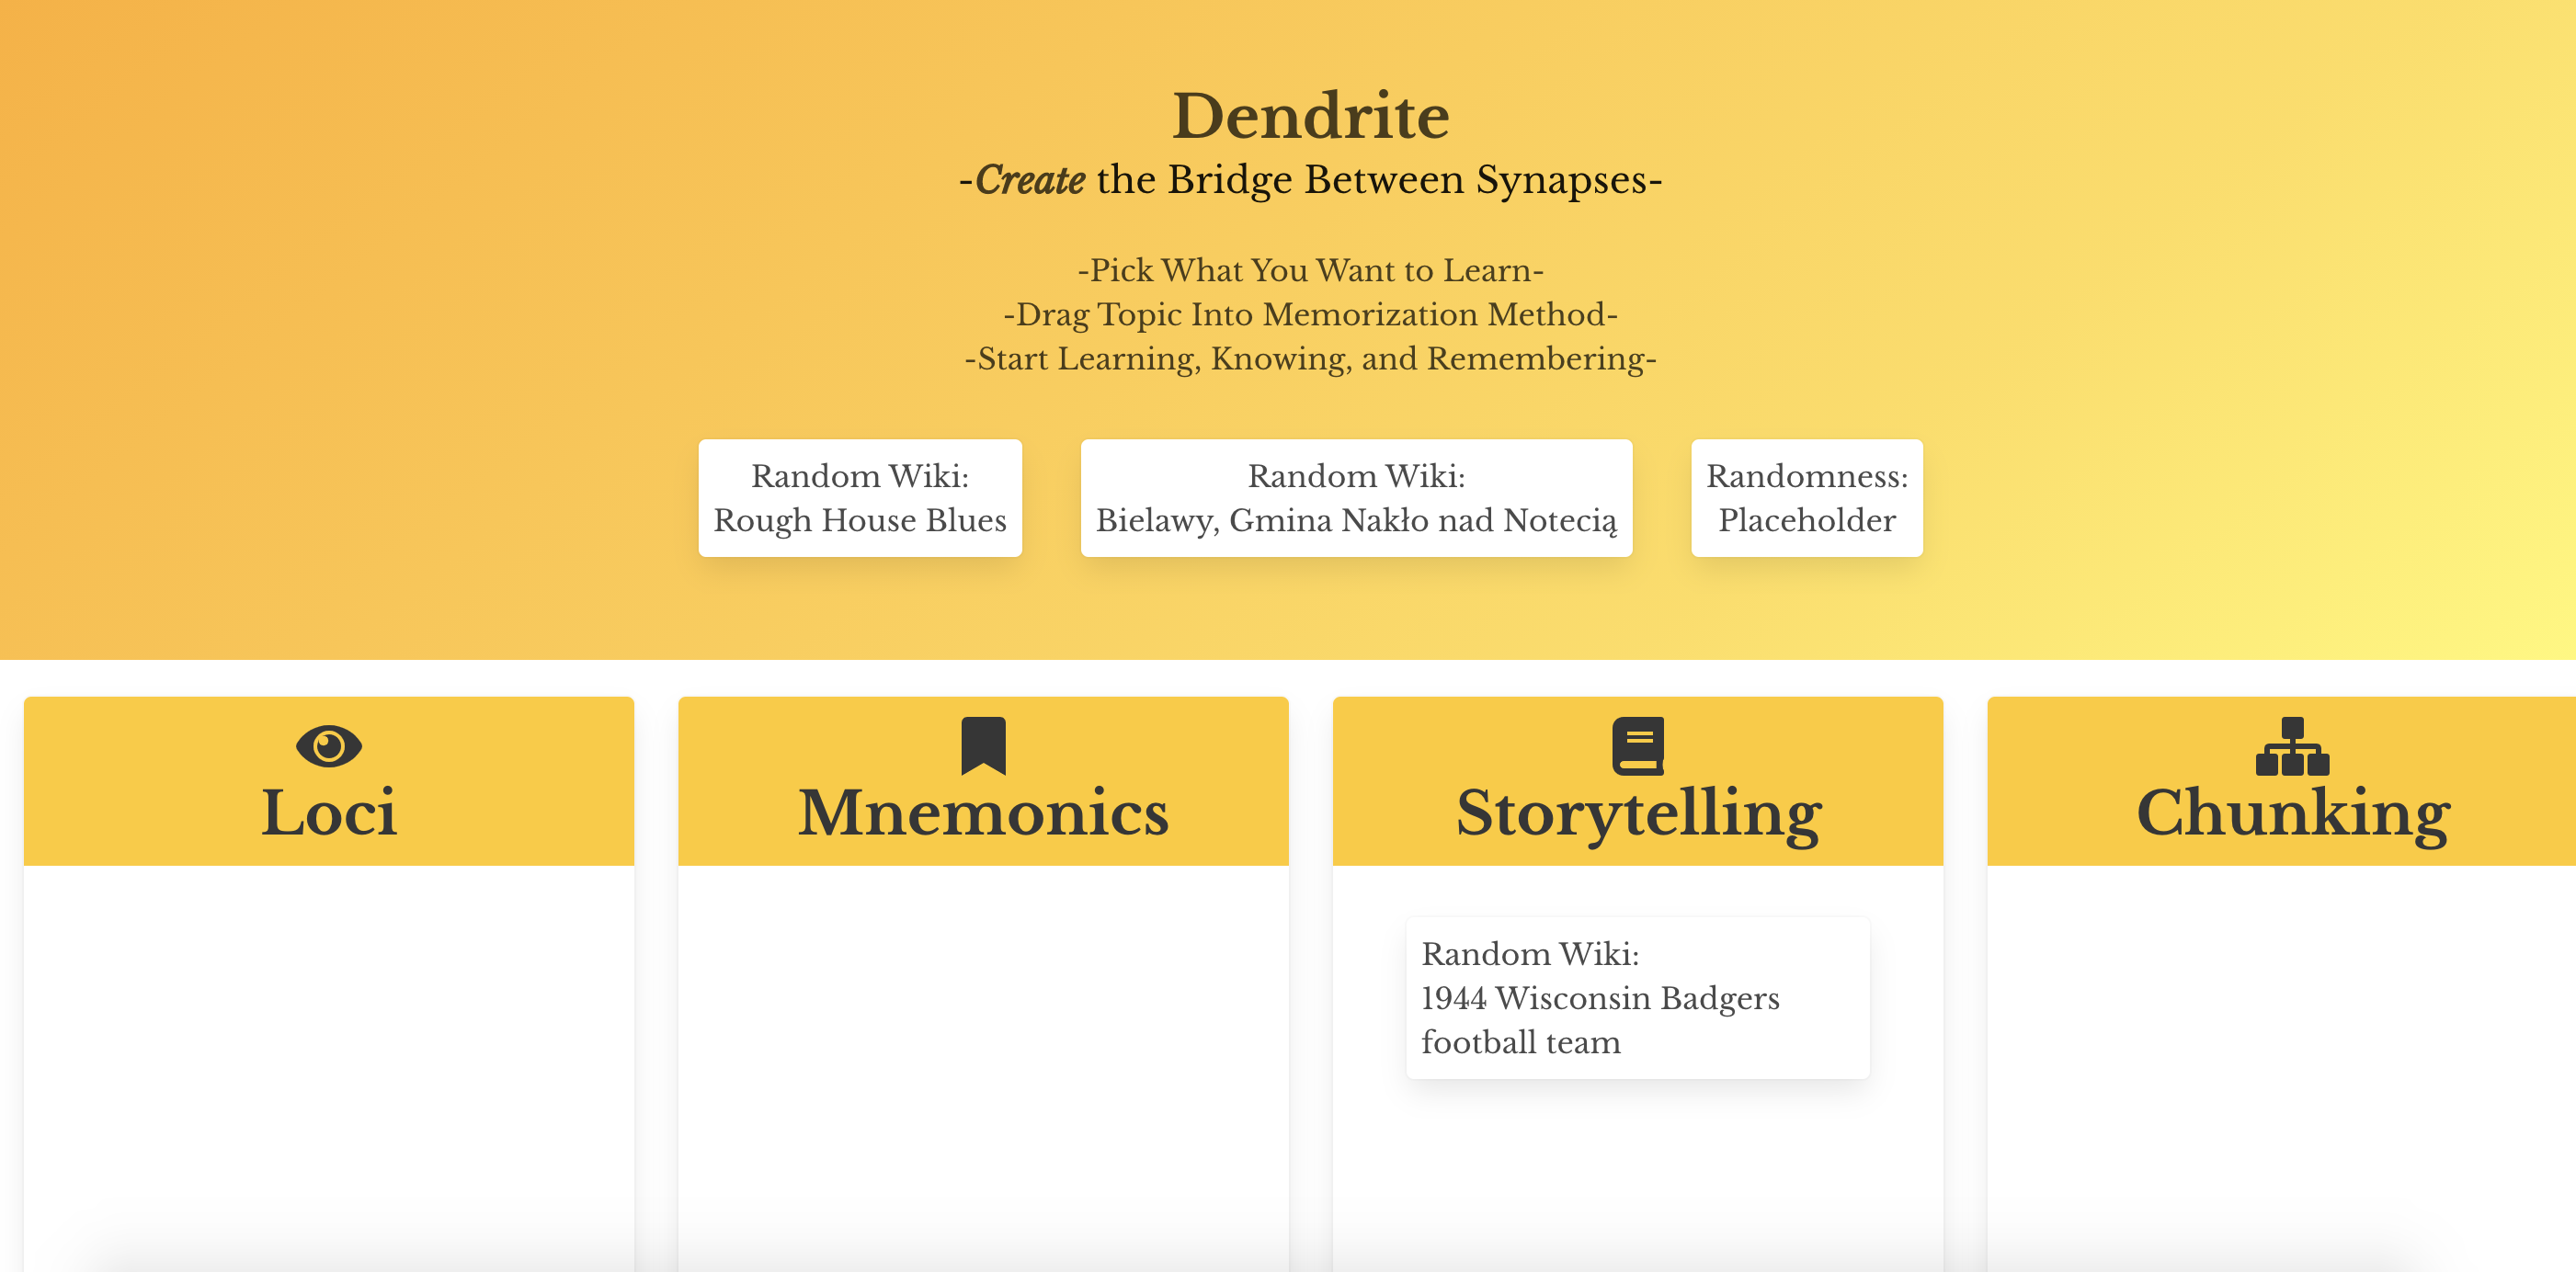 Dendrite
-Create the Bridge Between Synapses-
-Pick What You Want to Learn-
-Drag Topic Into Memorization Method-
-Start Learning, Knowing, and Remembering-
Random Wiki:
Rough House Blues
Random Wiki:
Bielawy, Gmina Nakło nad Notecią
Randomness:
Placeholder
Loci
Mnemonics
Storytelling
Chunking
Random Wiki:
1944 Wisconsin Badgers
football team